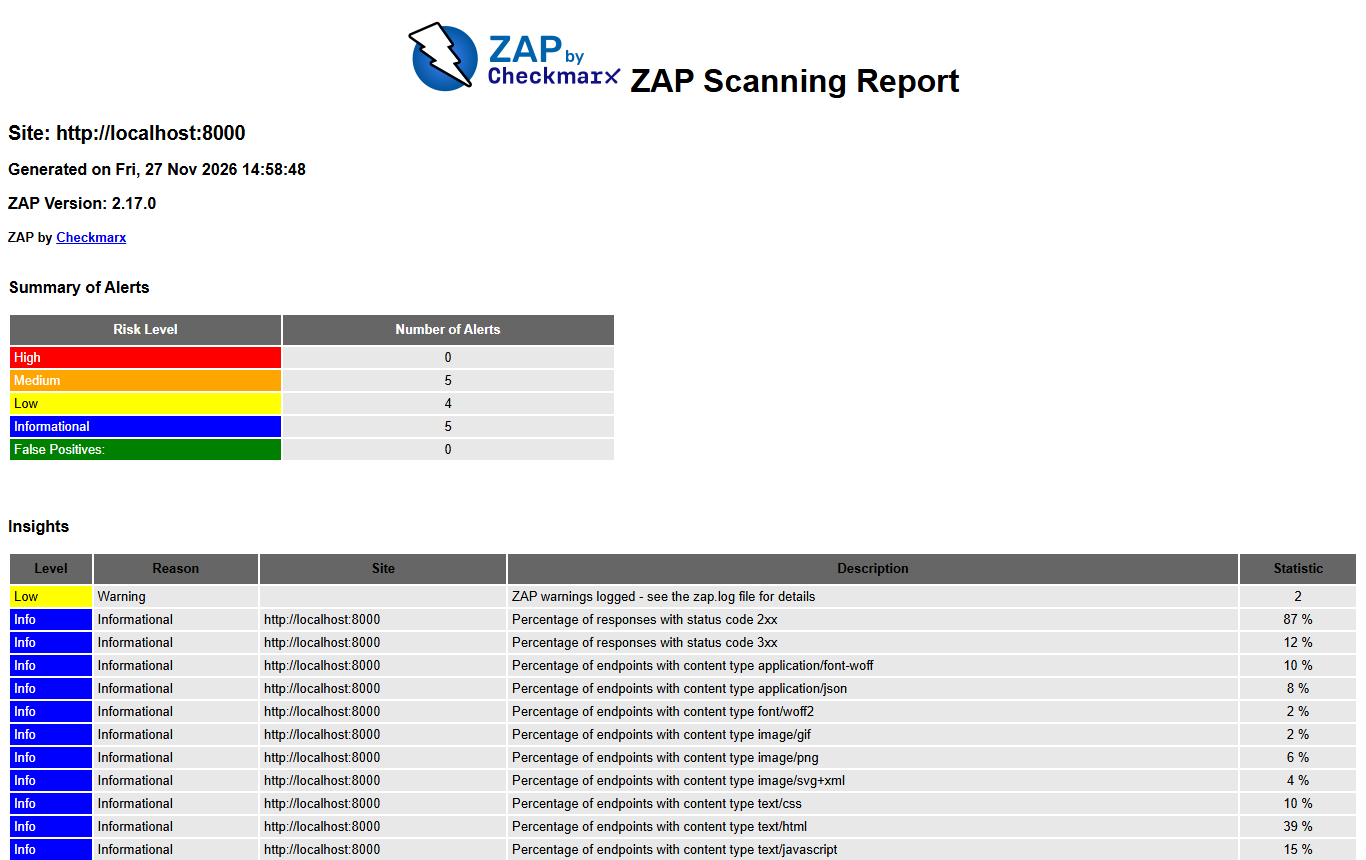 ZAP by
Checkmarx ZAP Scanning Report
Site: http://localhost:8000
Generated on Fri, 27 Nov 2026 14:58:48
ZAP Version: 2.17.0
ZAP by Checkmarx
Summary of Alerts
Risk Level Number of Alerts
High 0
Medium 5
Low 4
Informational 5
False Positives: 0
Insights
Level Reason Site Description Statistic
Low Warning ZAP warnings logged - see the zap.log file for details 2
Info Informational http://localhost:8000 Percentage of responses with status code 2xx 87 %
Info Informational http://localhost:8000 Percentage of responses with status code 3xx 12 %
Info Informational http://localhost:8000 Percentage of endpoints with content type application/font-woff 10 %
Info Informational http://localhost:8000 Percentage of endpoints with content type application/json 8 %
Info Informational http://localhost:8000 Percentage of endpoints with content type font/woff2 2 %
Info Informational http://localhost:8000 Percentage of endpoints with content type image/gif 2 %
Info Informational http://localhost:8000 Percentage of endpoints with content type image/png 6 %
Info Informational http://localhost:8000 Percentage of endpoints with content type image/svg+xml 4 %
Info Informational http://localhost:8000 Percentage of endpoints with content type text/css 10 %
Info Informational http://localhost:8000 Percentage of endpoints with content type text/html 39 %
Info Informational http://localhost:8000 Percentage of endpoints with content type text/javascript 15 %